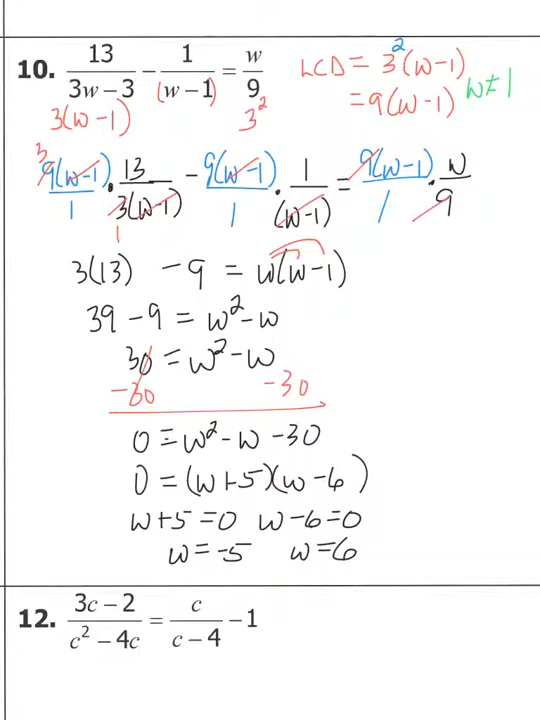 10. 13/(3w − 3) − 1/(w − 1) = w/9
LCD = 3²(w−1)
= 9(w−1) w≠1
3(w−1) 3²
3 9(w−1)/1 · 13/3(w−1) − 9(w−1)/1 · 1/(w−1) = 9(w−1)/1 · w/9
1
3(13) − 9 = w(w−1)
39 − 9 = w² − w
30 = w² − w
−30 −30
0 = w² − w − 30
0 = (w+5)(w−6)
w+5=0 w−6=0
w=−5 w=6
12. (3c − 2)/(c² − 4c) = c/(c − 4) − 1